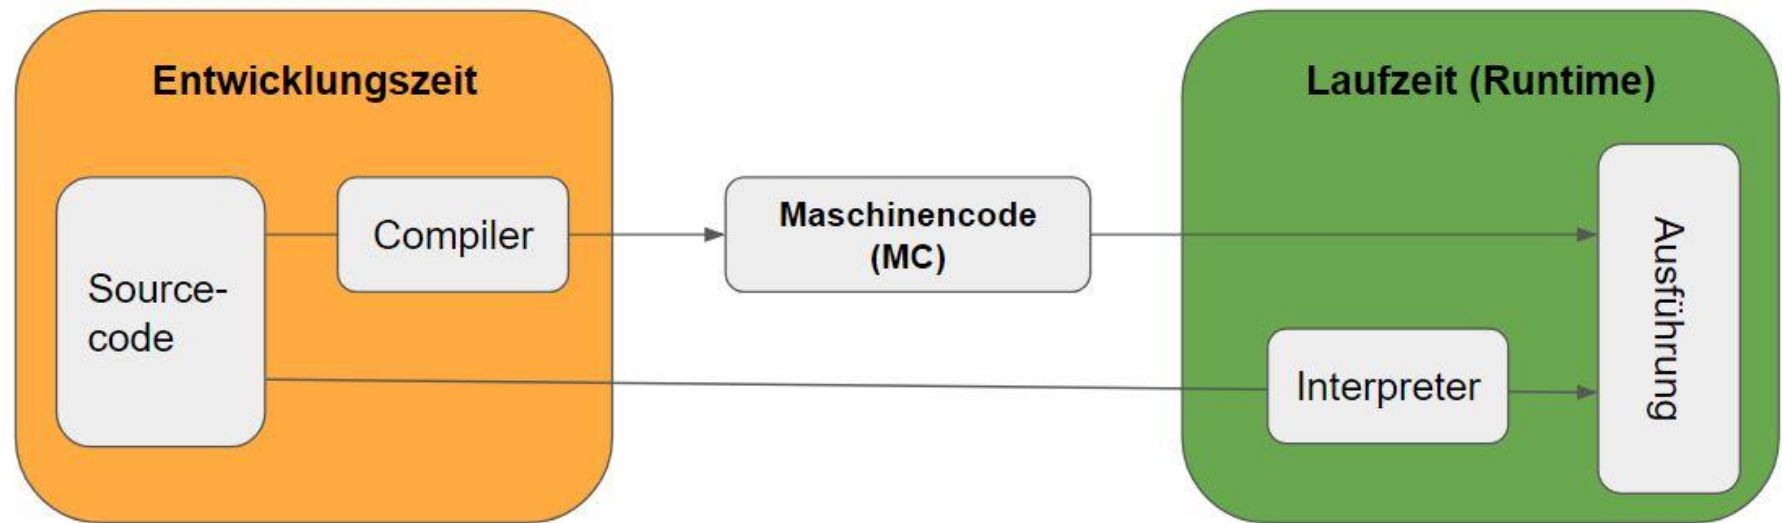 Entwicklungszeit
Laufzeit (Runtime)
Source-
code
Compiler
Maschinencode
(MC)
Interpreter
Ausführung